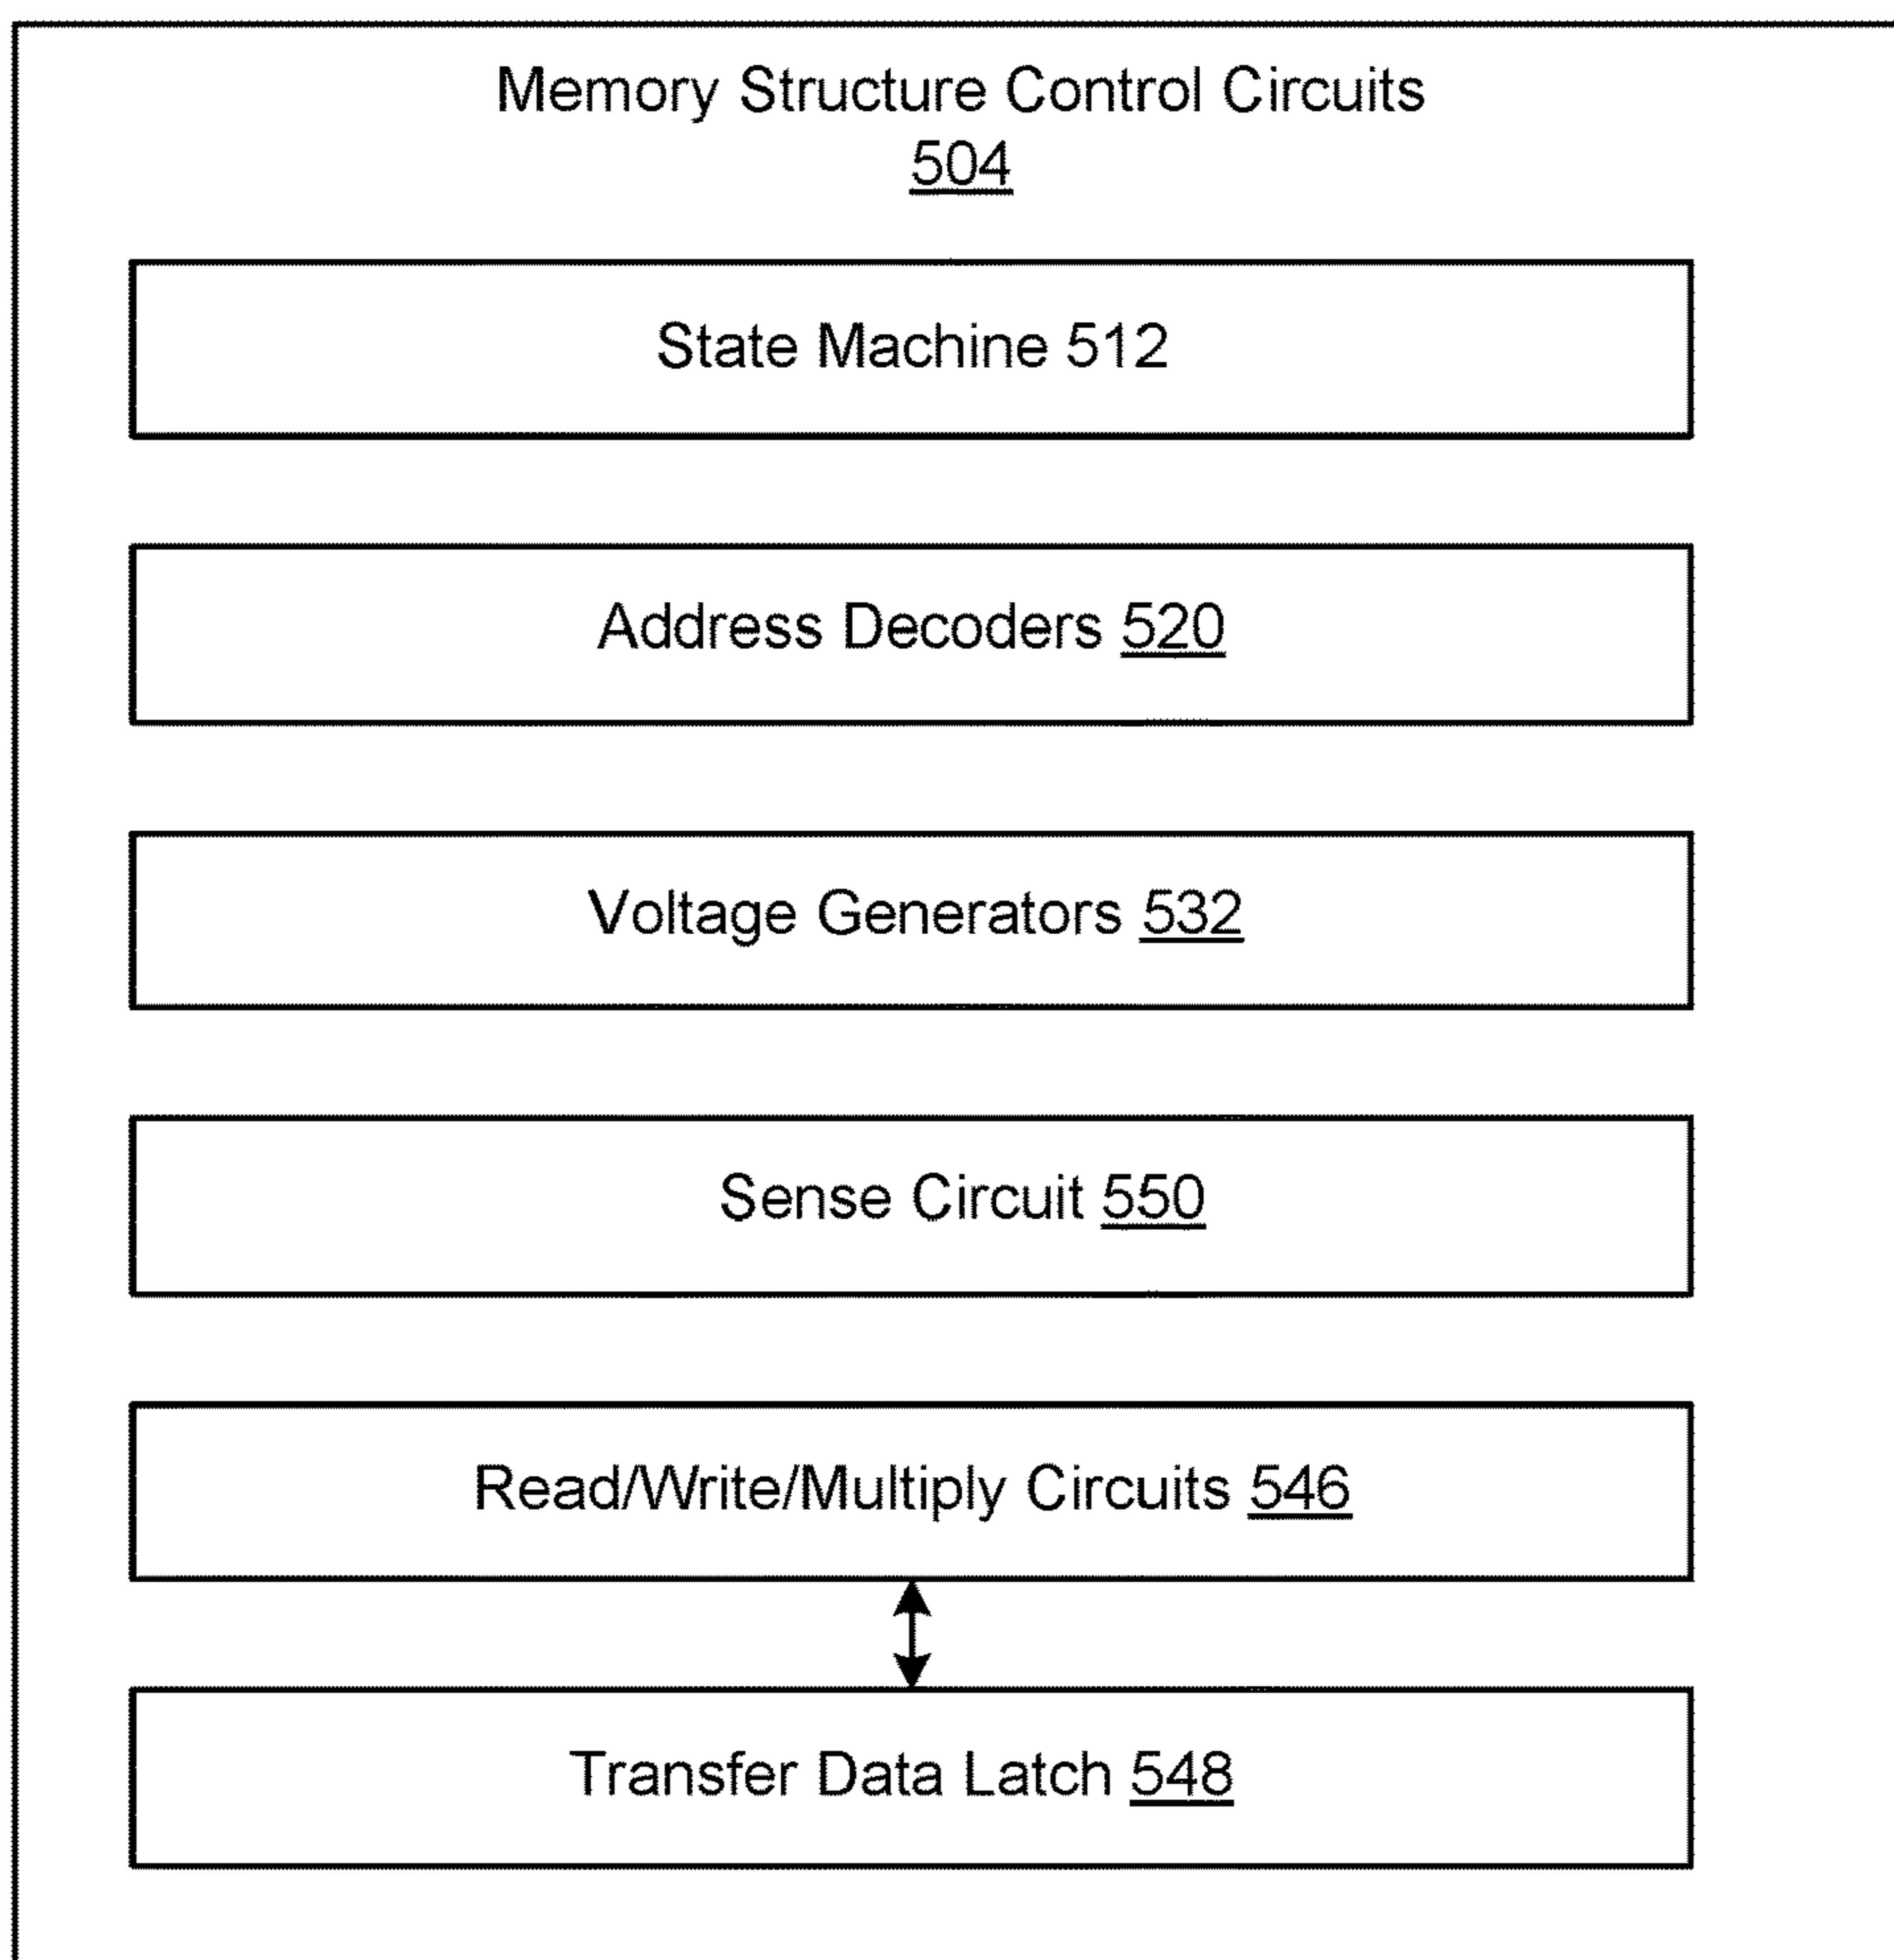 Memory Structure Control Circuits
504
State Machine 512
Address Decoders 520
Voltage Generators 532
Sense Circuit 550
Read/Write/Multiply Circuits 546
Transfer Data Latch 548